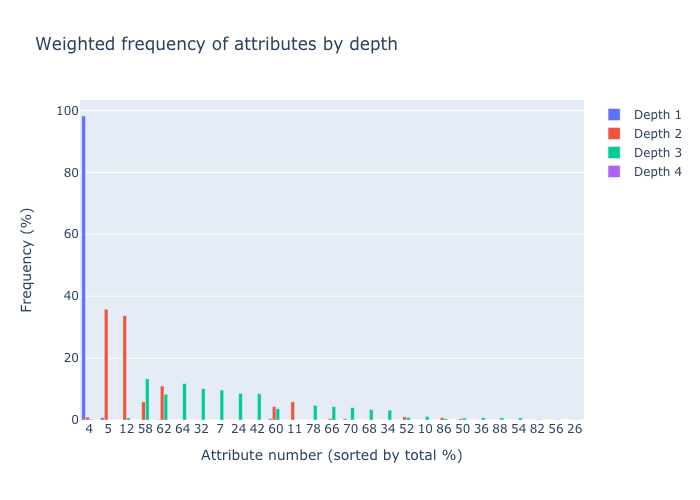 Weighted frequency of attributes by depth
Depth 1
Depth 2
Depth 3
Depth 4
100
80
60
40
20
0
Frequency (%)
4 5 12 58 62 64 32 7 24 42 60 11 78 66 70 68 34 52 10 86 50 36 88 54 82 56 26
Attribute number (sorted by total %)